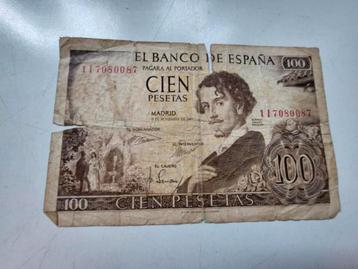 EL BANCO DE ESPAÑA
100
PAGARA AL PORTADOR
1I7080087
CIEN
PESETAS
1I7080087
MADRID,
EL GOBERNADOR
EL INTERVENTOR
EL CAJERO
100
100
CIEN PESETAS